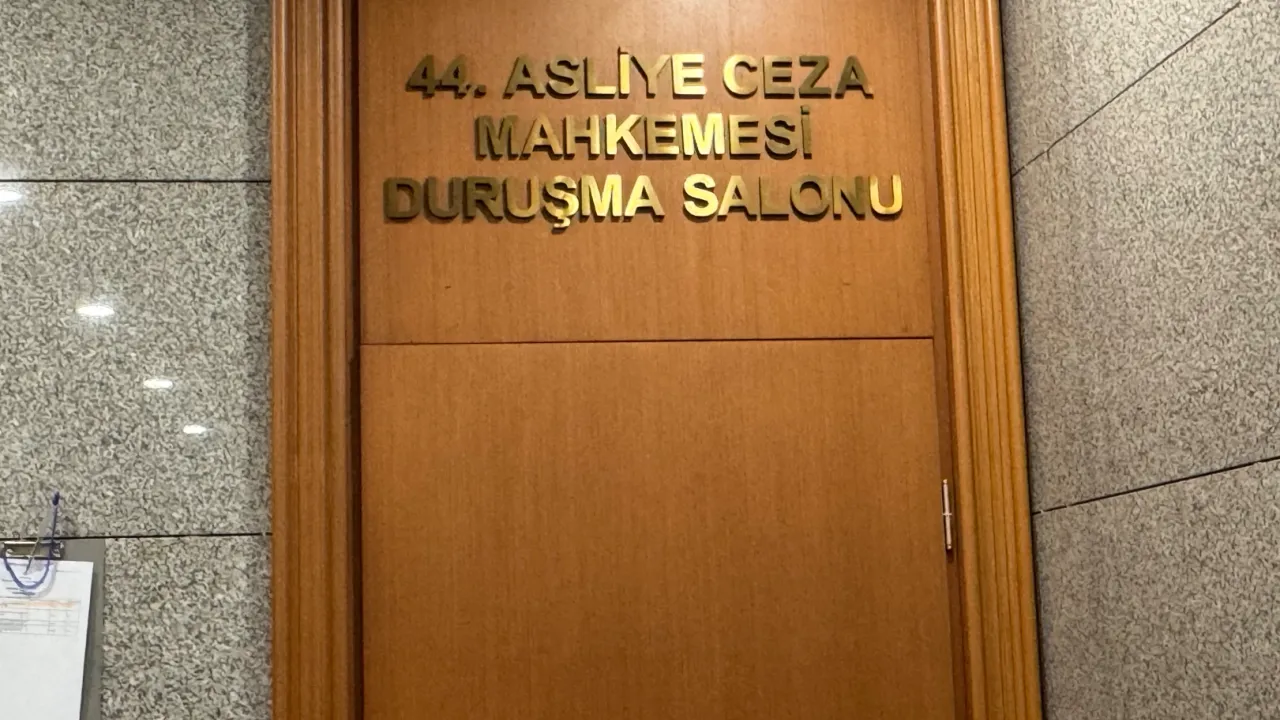 44. ASLİYE CEZA
MAHKEMESİ
DURUŞMA SALONU